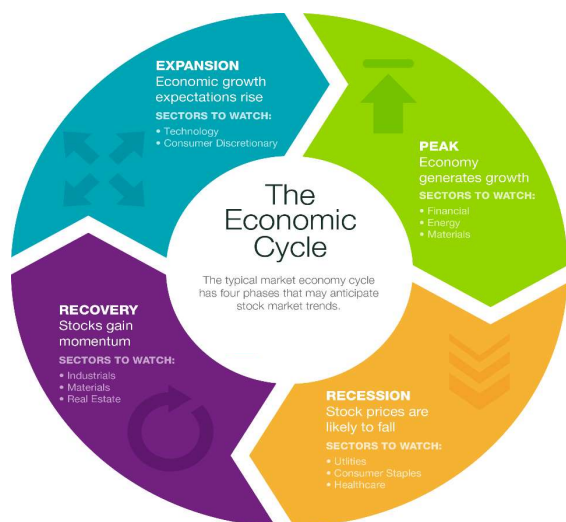 The
Economic
Cycle
The typical market economy cycle
has four phases that may anticipate
stock market trends.
EXPANSION
Economic growth
expectations rise
SECTORS TO WATCH:
• Technology
• Consumer Discretionary
PEAK
Economy
generates growth
SECTORS TO WATCH:
• Financial
• Energy
• Materials
RECESSION
Stock prices are
likely to fall
SECTORS TO WATCH:
• Utlities
• Consumer Staples
• Healthcare
RECOVERY
Stocks gain
momentum
SECTORS TO WATCH:
• Industrials
• Materials
• Real Estate